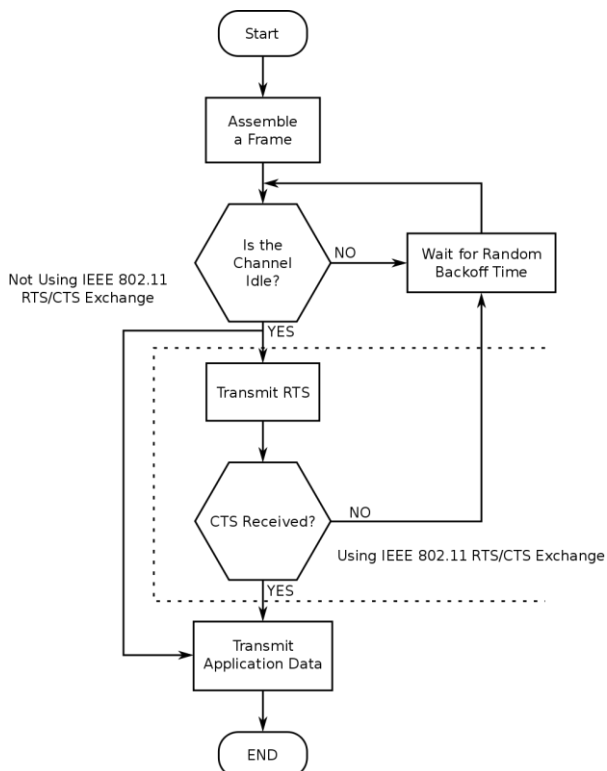 Start
Assemble
a Frame
Is the
Channel
Idle?
NO
Wait for Random
Backoff Time
Not Using IEEE 802.11
RTS/CTS Exchange
YES
Transmit RTS
CTS Received?
NO
Using IEEE 802.11 RTS/CTS Exchange
YES
Transmit
Application Data
END